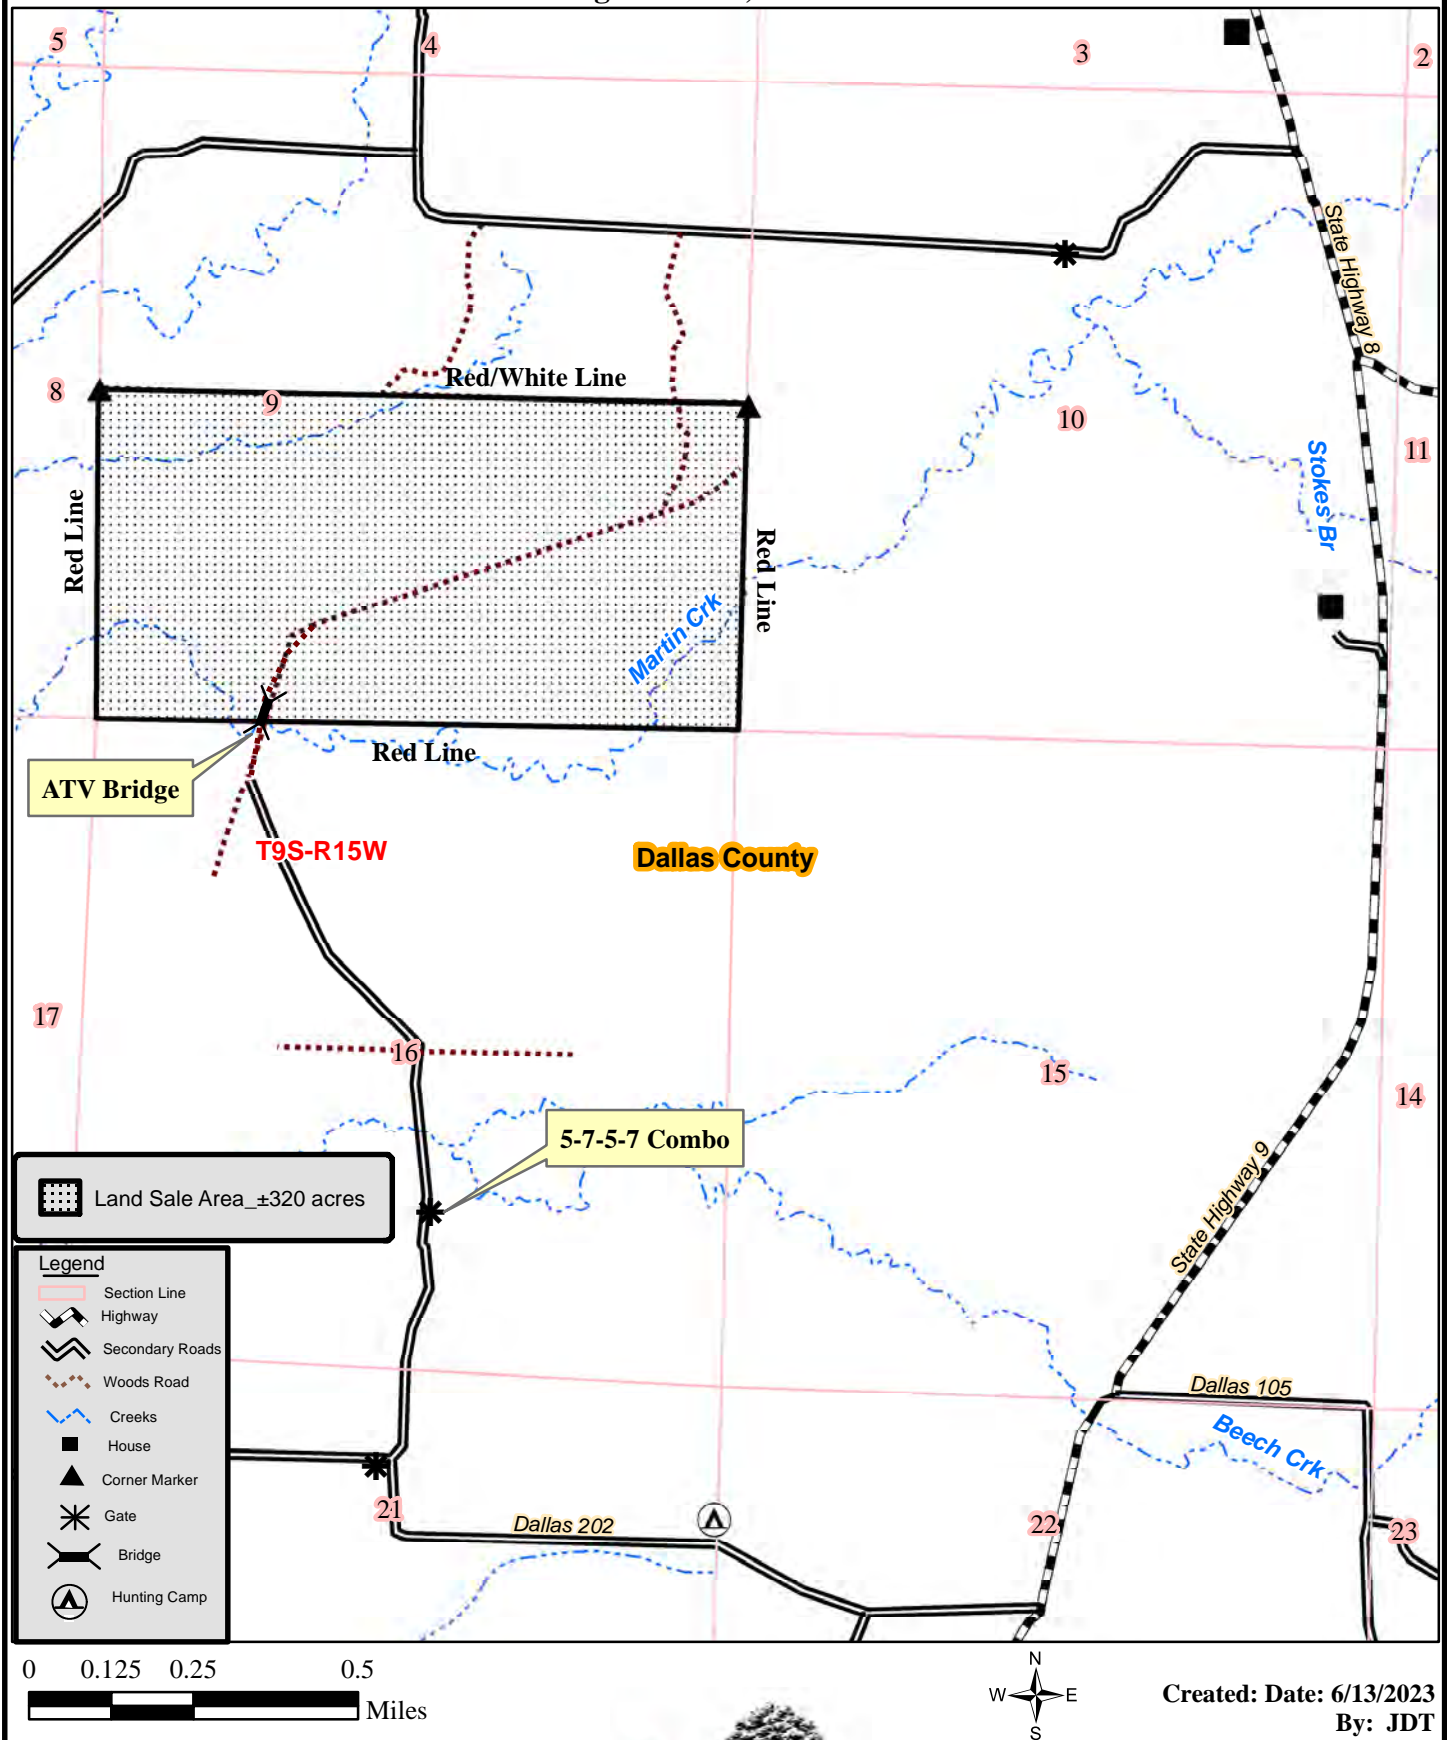 5
4
3
2
State Highway 8
Red/White Line
8
9
10
11
Stokes Br
Red Line
Red Line
Martin Crk
Red Line
ATV Bridge
T9S-R15W
Dallas County
17
16
15
14
5-7-5-7 Combo
State Highway 9
Land Sale Area_±320 acres
Legend
Section Line
Highway
Secondary Roads
Woods Road
Creeks
House
Corner Marker
Gate
Bridge
Hunting Camp
Dallas 105
Beech Crk
21
Dallas 202
22
23
0 0.125 0.25 0.5
Miles
N
W E
S
Created: Date: 6/13/2023
By: JDT